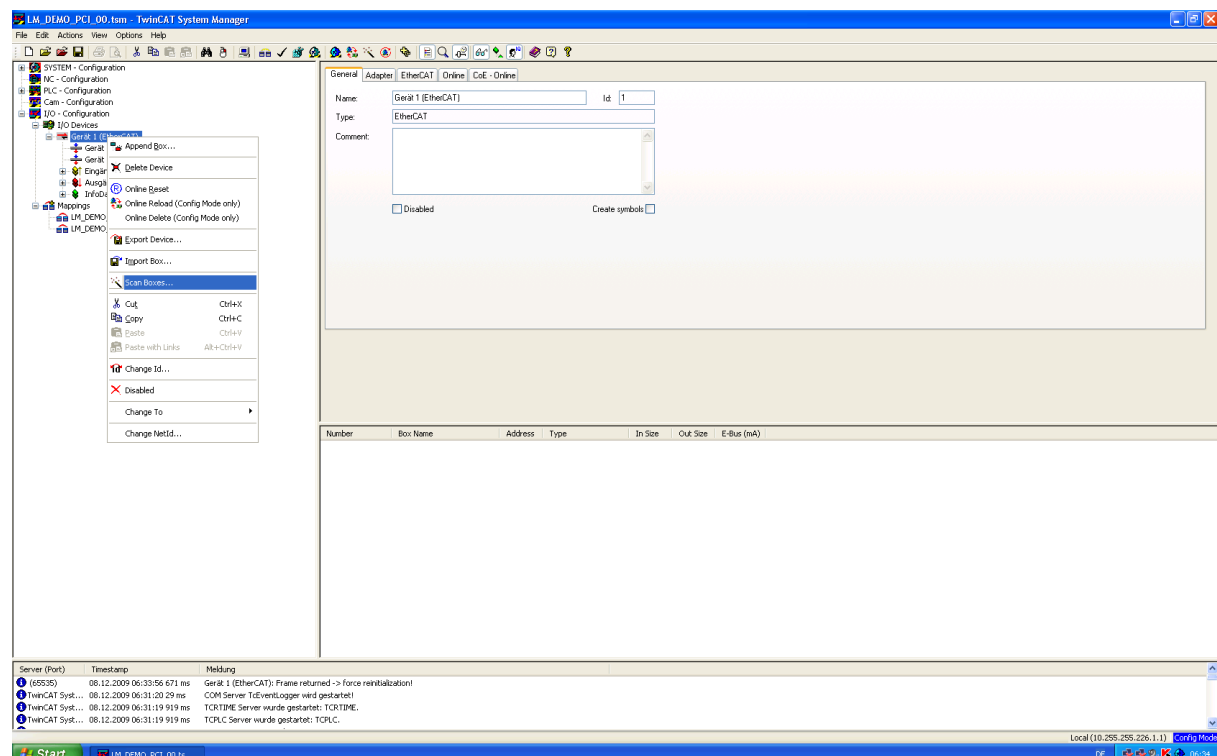 LM_DEMO_PCI_00.tsm - TwinCAT System Manager
File Edit Actions View Options Help
SYSTEM - Configuration
NC - Configuration
PLC - Configuration
Cam - Configuration
I/O - Configuration
I/O Devices
Gerät 1 (EtherCAT)
Gerät
Gerät
Eingän
Ausgä
InfoDa
Mappings
LM_DEMO_
LM_DEMO_
Append Box...
Delete Device
Online Reset
Online Reload (Config Mode only)
Online Delete (Config Mode only)
Export Device...
Import Box...
Scan Boxes...
Cut Ctrl+X
Copy Ctrl+C
Paste Ctrl+V
Paste with Links Alt+Ctrl+V
Change Id...
Disabled
Change To
Change NetId...
General Adapter EtherCAT Online CoE - Online
Name: Gerät 1 (EtherCAT) Id: 1
Type: EtherCAT
Comment:
Disabled Create symbols
Number Box Name Address Type In Size Out Size E-Bus (mA)
Server (Port) Timestamp Meldung
(65535) 08.12.2009 06:33:56 671 ms Gerät 1 (EtherCAT): Frame returned -> force reinitialization!
TwinCAT Syst... 08.12.2009 06:31:20 29 ms COM Server TcEventLogger wird gestartet!
TwinCAT Syst... 08.12.2009 06:31:19 919 ms TCRTIME Server wurde gestartet: TCRTIME.
TwinCAT Syst... 08.12.2009 06:31:19 919 ms TCPLC Server wurde gestartet: TCPLC.
Local (10.255.255.226.1.1) Config Mode
Start LM_DEMO_PCI_00.ts... DE 06:34